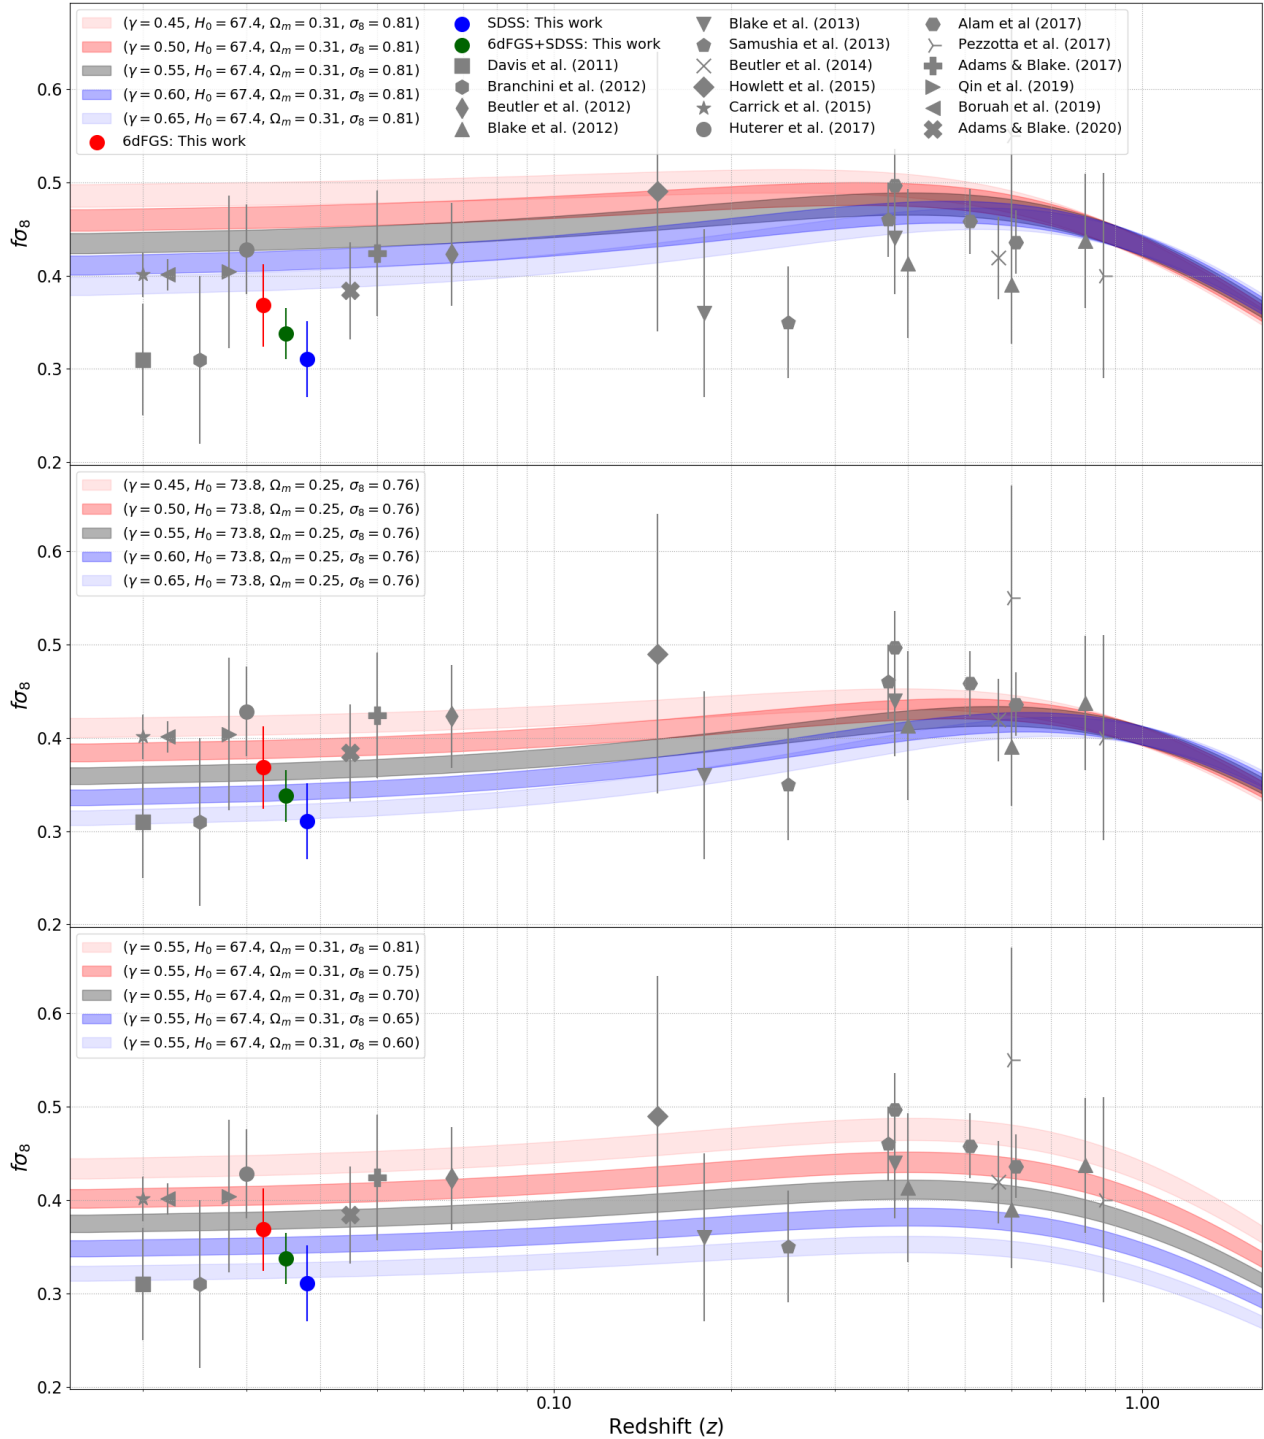 (γ = 0.45, H₀ = 67.4, Ωₘ = 0.31, σ₈ = 0.81)
(γ = 0.50, H₀ = 67.4, Ωₘ = 0.31, σ₈ = 0.81)
(γ = 0.55, H₀ = 67.4, Ωₘ = 0.31, σ₈ = 0.81)
(γ = 0.60, H₀ = 67.4, Ωₘ = 0.31, σ₈ = 0.81)
(γ = 0.65, H₀ = 67.4, Ωₘ = 0.31, σ₈ = 0.81)
6dFGS: This work
SDSS: This work
6dFGS+SDSS: This work
Davis et al. (2011)
Branchini et al. (2012)
Beutler et al. (2012)
Blake et al. (2012)
Blake et al. (2013)
Samushia et al. (2013)
Beutler et al. (2014)
Howlett et al. (2015)
Carrick et al. (2015)
Huterer et al. (2017)
Alam et al (2017)
Pezzotta et al. (2017)
Adams & Blake. (2017)
Qin et al. (2019)
Boruah et al. (2019)
Adams & Blake. (2020)
0.6
0.5
0.4
0.3
0.2
fσ₈
(γ = 0.45, H₀ = 73.8, Ωₘ = 0.25, σ₈ = 0.76)
(γ = 0.50, H₀ = 73.8, Ωₘ = 0.25, σ₈ = 0.76)
(γ = 0.55, H₀ = 73.8, Ωₘ = 0.25, σ₈ = 0.76)
(γ = 0.60, H₀ = 73.8, Ωₘ = 0.25, σ₈ = 0.76)
(γ = 0.65, H₀ = 73.8, Ωₘ = 0.25, σ₈ = 0.76)
0.6
0.5
0.4
0.3
0.2
fσ₈
(γ = 0.55, H₀ = 67.4, Ωₘ = 0.31, σ₈ = 0.81)
(γ = 0.55, H₀ = 67.4, Ωₘ = 0.31, σ₈ = 0.75)
(γ = 0.55, H₀ = 67.4, Ωₘ = 0.31, σ₈ = 0.70)
(γ = 0.55, H₀ = 67.4, Ωₘ = 0.31, σ₈ = 0.65)
(γ = 0.55, H₀ = 67.4, Ωₘ = 0.31, σ₈ = 0.60)
0.6
0.5
0.4
0.3
0.2
fσ₈
0.10
1.00
Redshift (z)